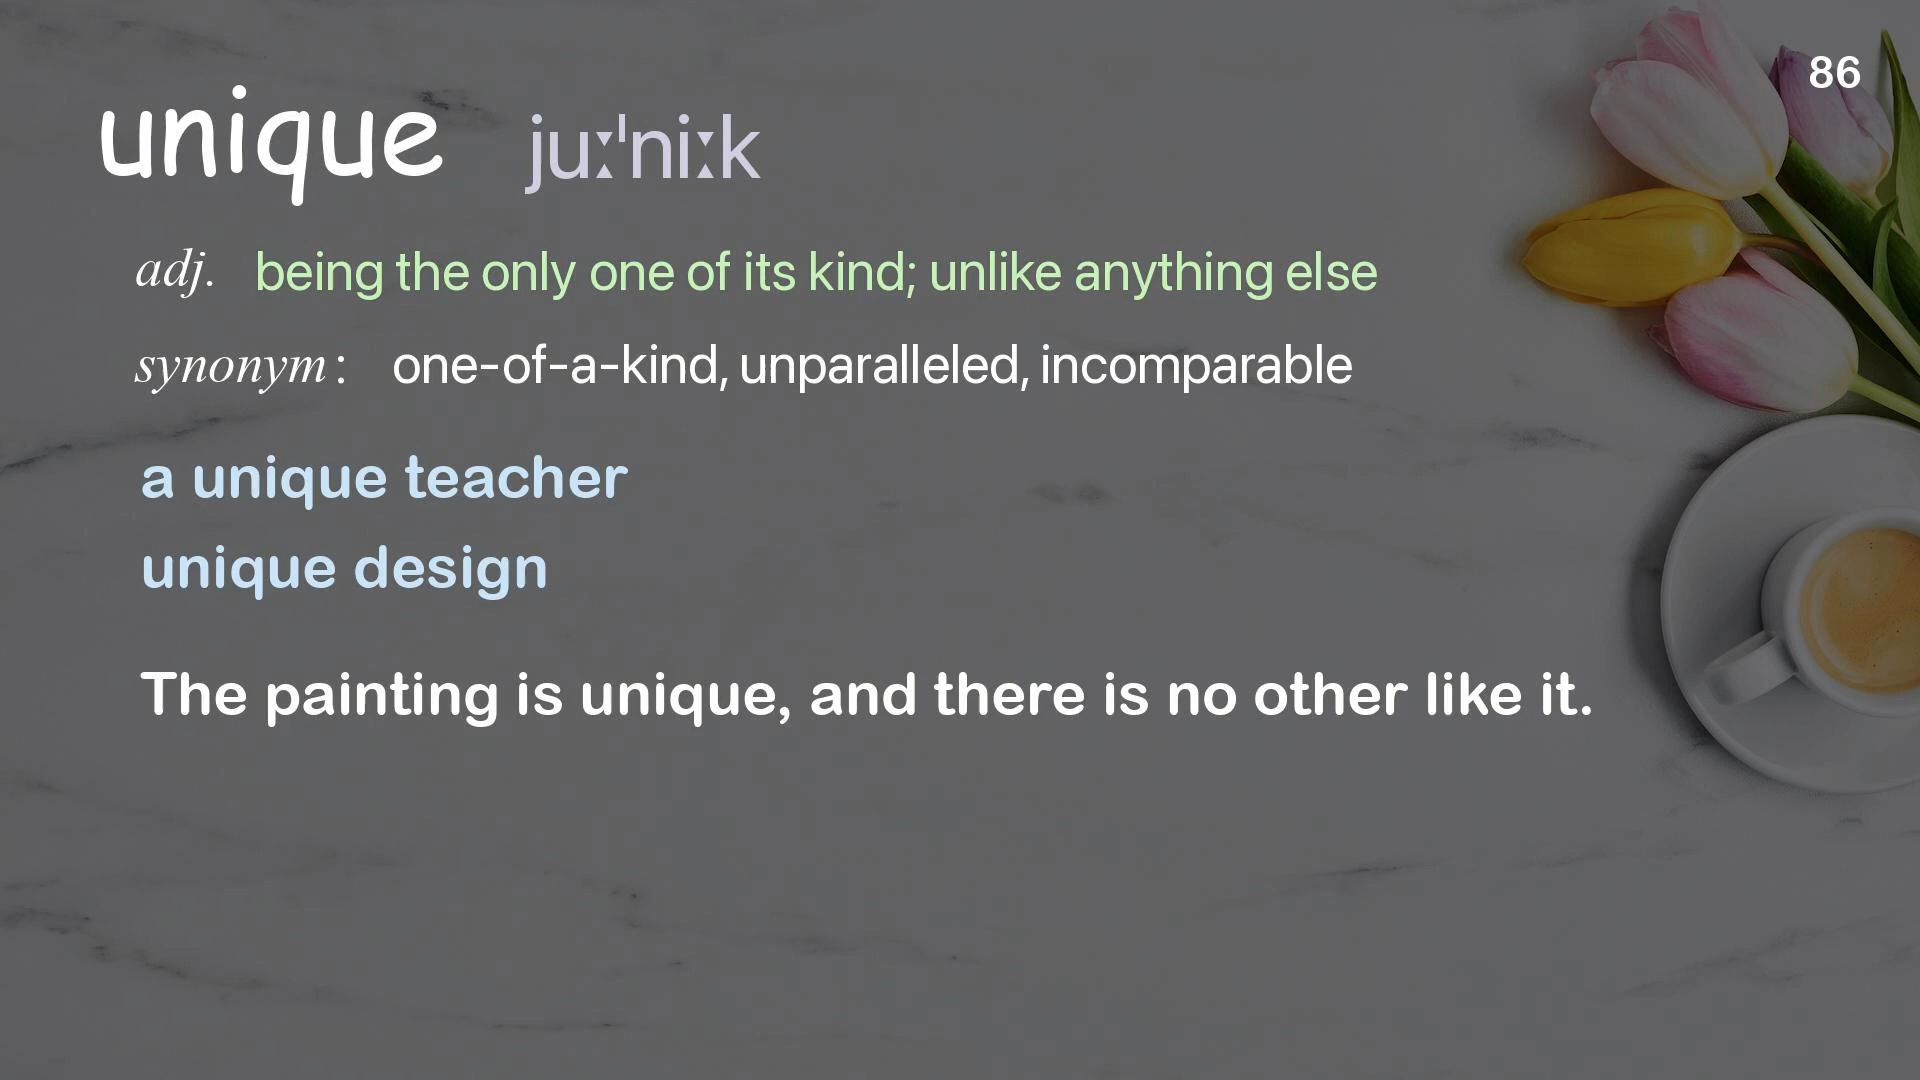 86
unique juːˈniːk
adj. being the only one of its kind; unlike anything else
synonym: one-of-a-kind, unparalleled, incomparable
a unique teacher
unique design
The painting is unique, and there is no other like it.